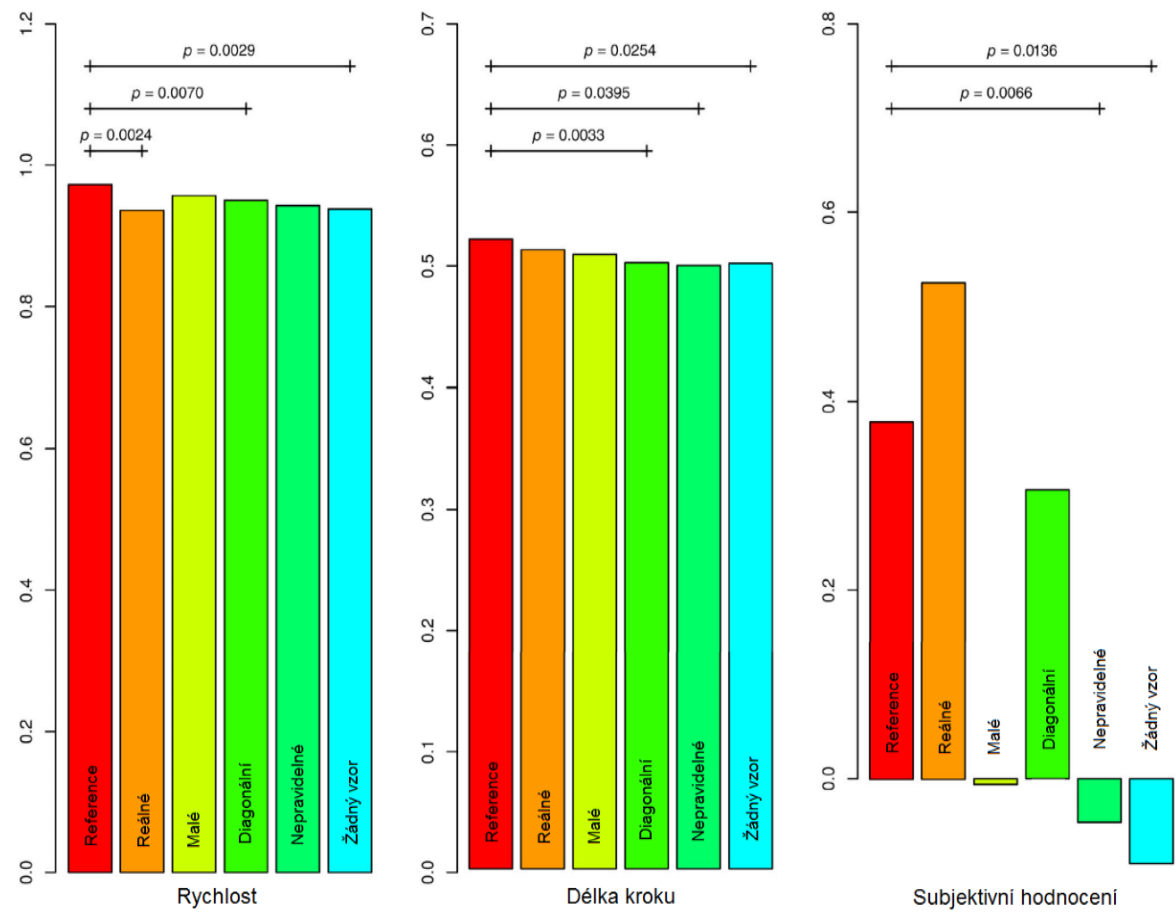 1.2
1.0
0.8
0.6
0.4
0.2
0.0
p = 0.0029
p = 0.0070
p = 0.0024
Reference
Reálné
Malé
Diagonální
Nepravidelné
Žádný vzor
Rychlost
0.7
0.6
0.5
0.4
0.3
0.2
0.1
0.0
p = 0.0254
p = 0.0395
p = 0.0033
Reference
Reálné
Malé
Diagonální
Nepravidelné
Žádný vzor
Délka kroku
0.8
0.6
0.4
0.2
0.0
p = 0.0136
p = 0.0066
Reference
Reálné
Malé
Diagonální
Nepravidelné
Žádný vzor
Subjektivní hodnocení